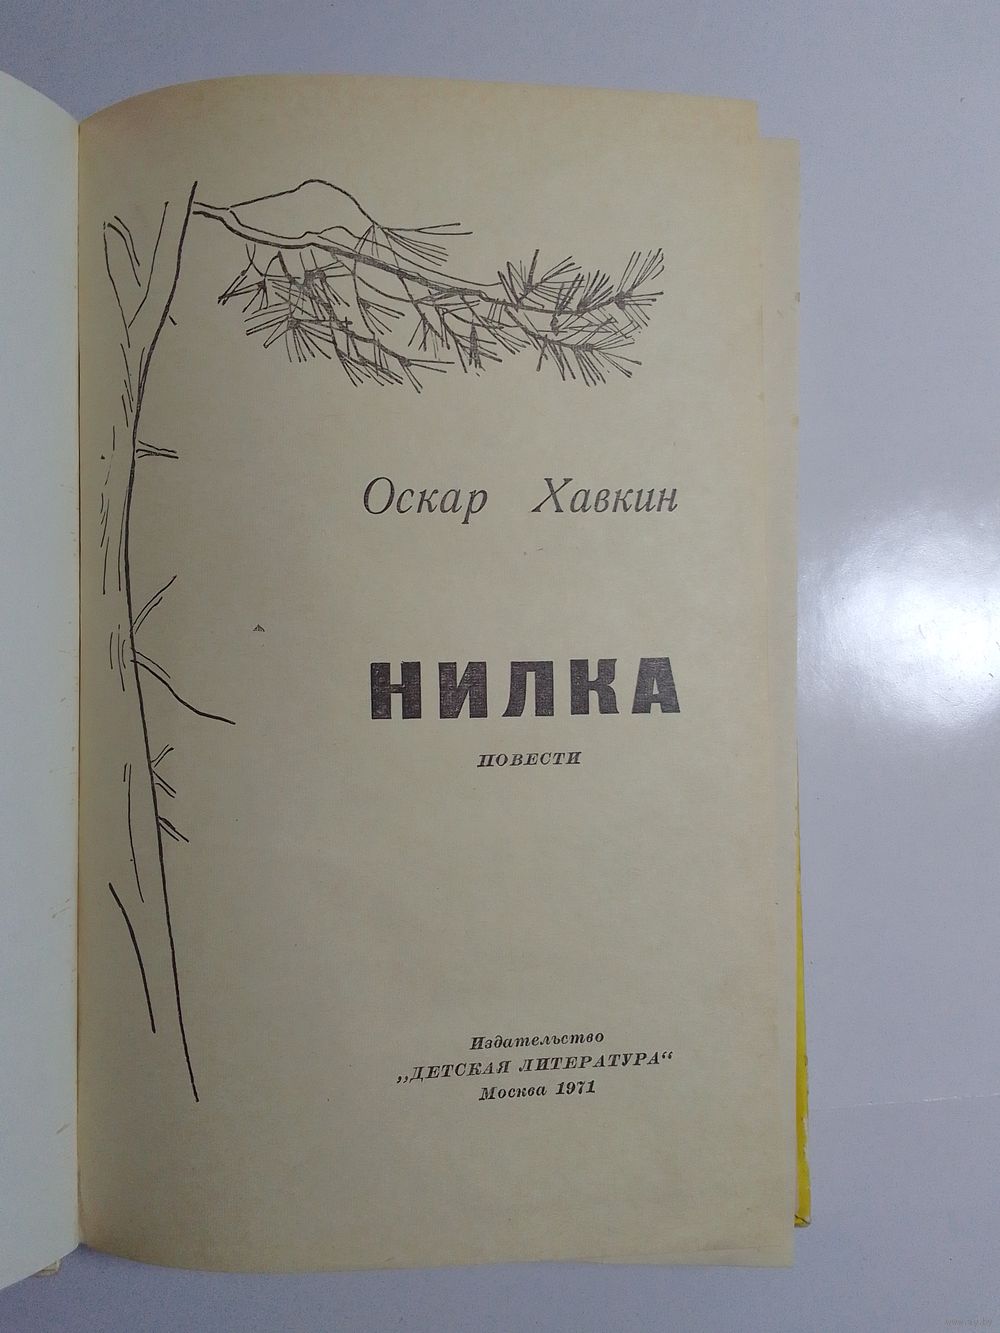 Оскар Хавкин
НИЛКА
ПОВЕСТИ
Издательство
„ДЕТСКАЯ ЛИТЕРАТУРА“
Москва 1971